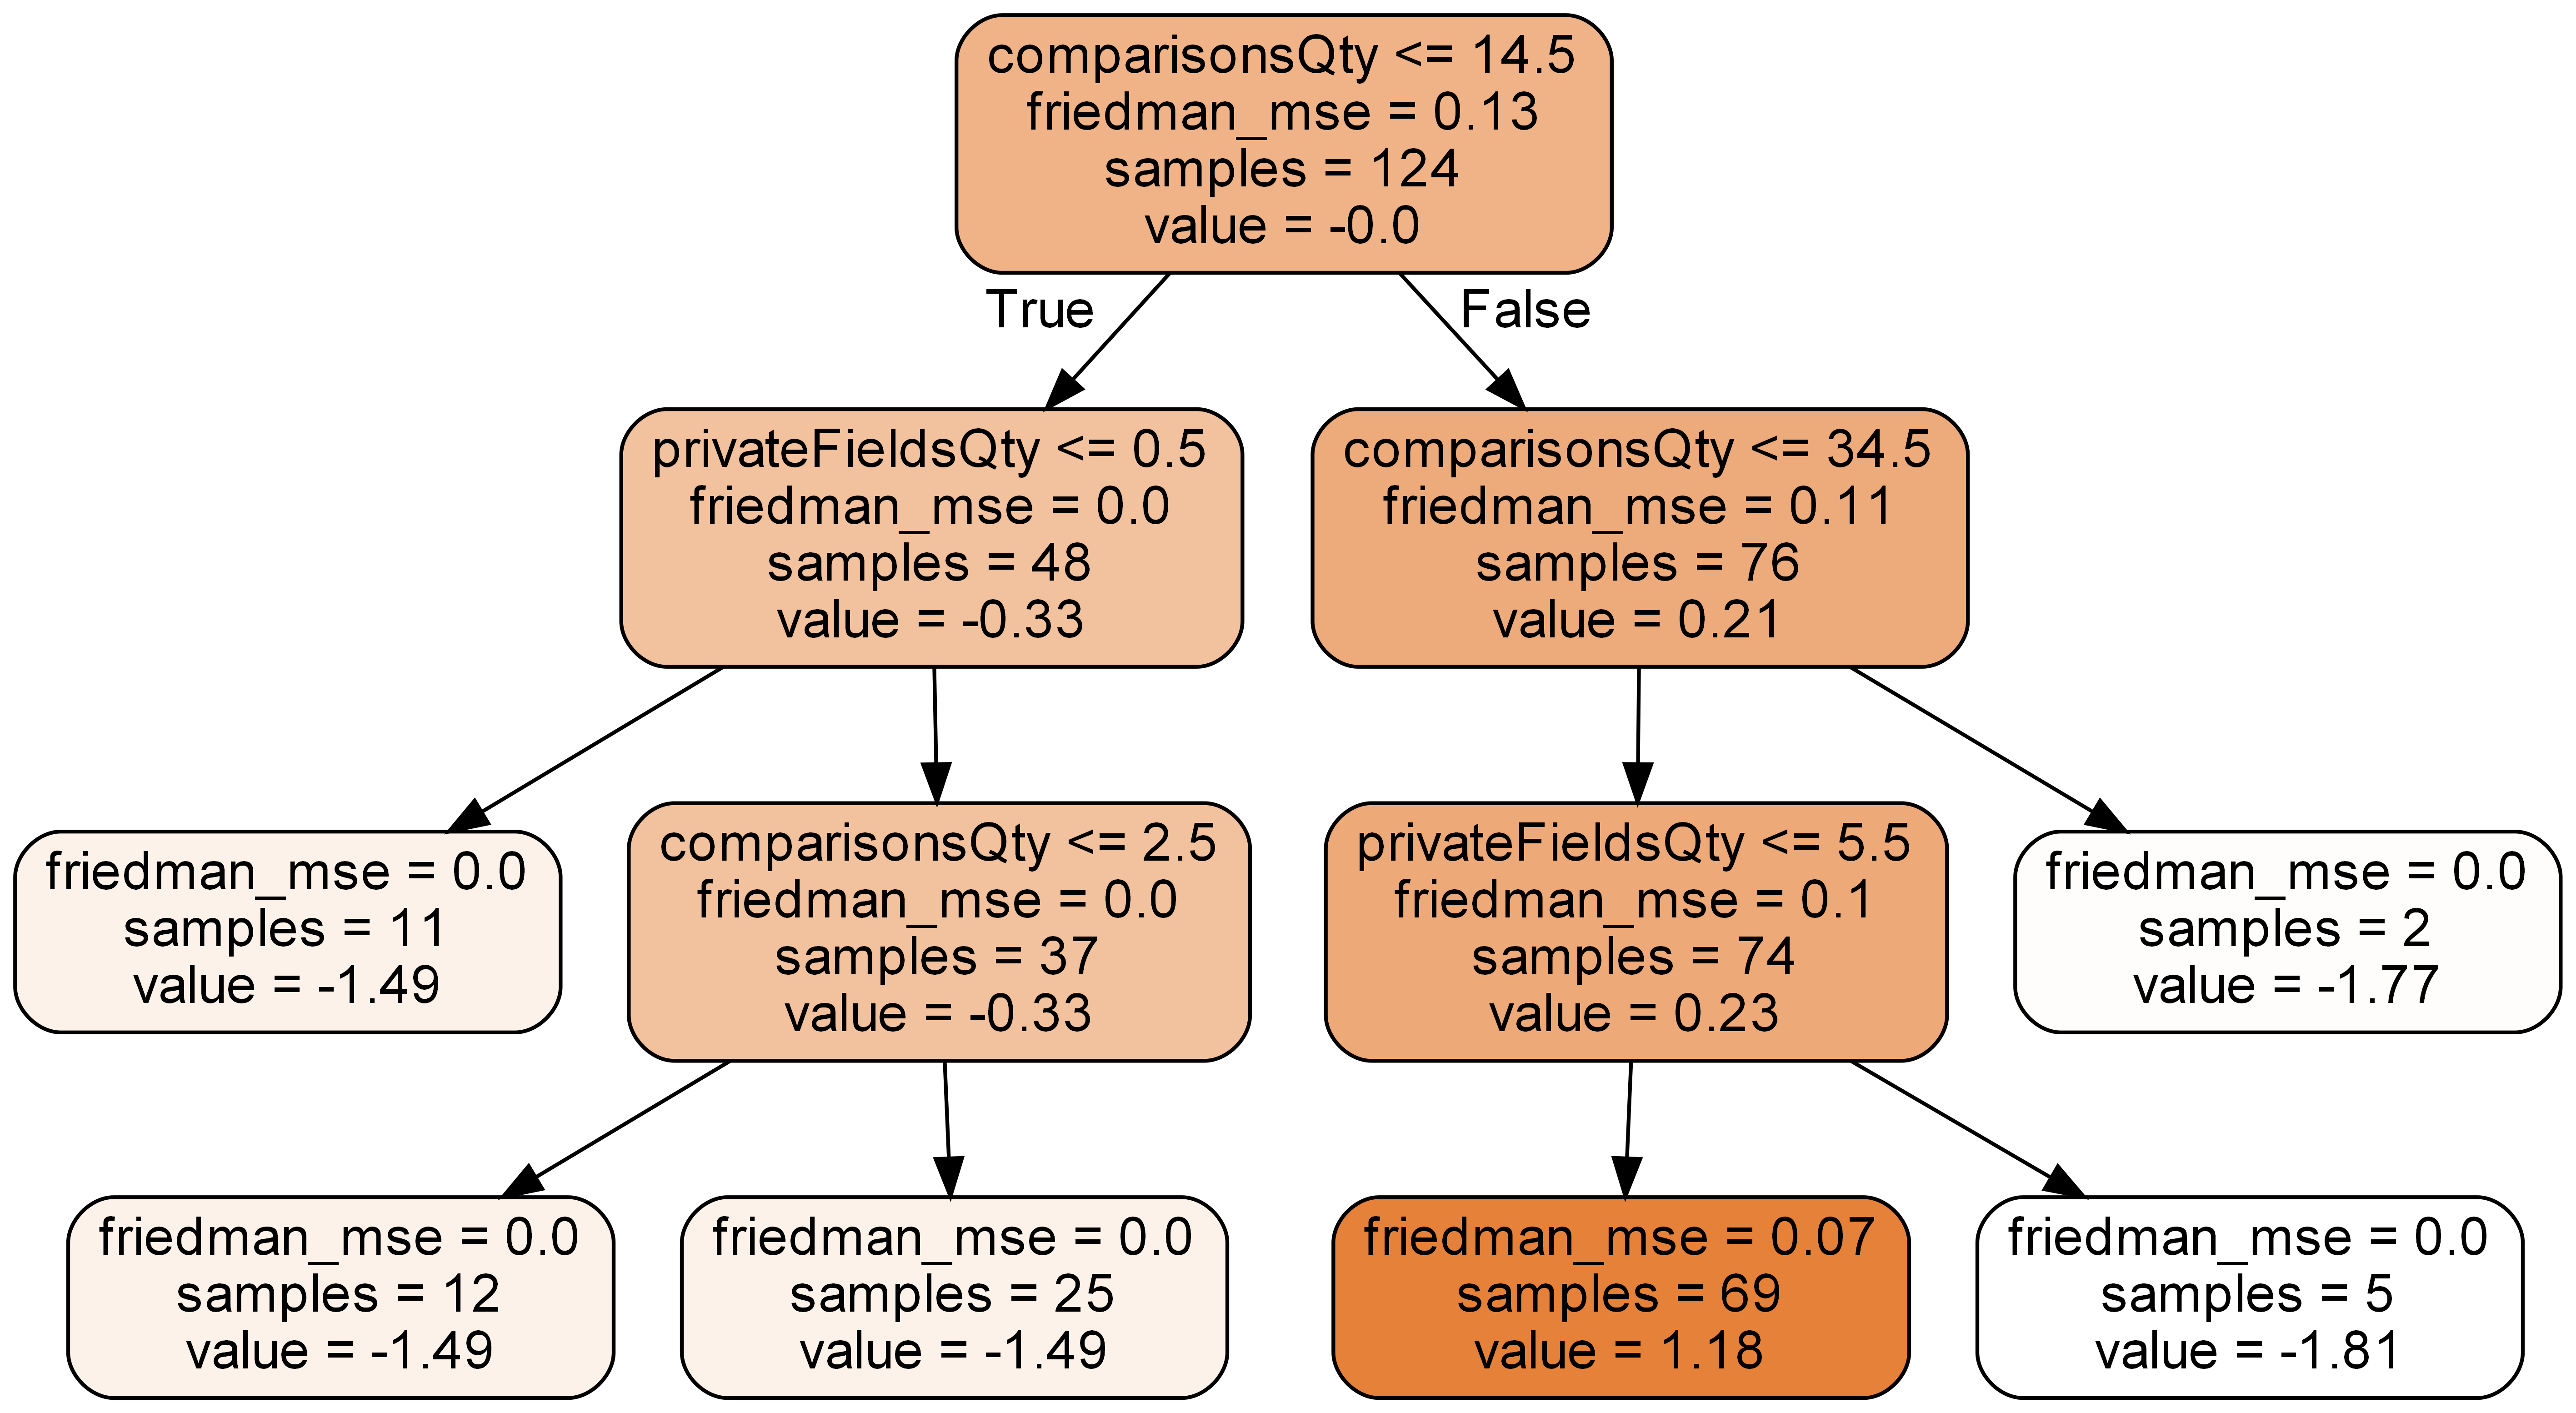 comparisonsQty <= 14.5
friedman_mse = 0.13
samples = 124
value = -0.0
True
False
privateFieldsQty <= 0.5
friedman_mse = 0.0
samples = 48
value = -0.33
comparisonsQty <= 34.5
friedman_mse = 0.11
samples = 76
value = 0.21
friedman_mse = 0.0
samples = 11
value = -1.49
comparisonsQty <= 2.5
friedman_mse = 0.0
samples = 37
value = -0.33
privateFieldsQty <= 5.5
friedman_mse = 0.1
samples = 74
value = 0.23
friedman_mse = 0.0
samples = 2
value = -1.77
friedman_mse = 0.0
samples = 12
value = -1.49
friedman_mse = 0.0
samples = 25
value = -1.49
friedman_mse = 0.07
samples = 69
value = 1.18
friedman_mse = 0.0
samples = 5
value = -1.81